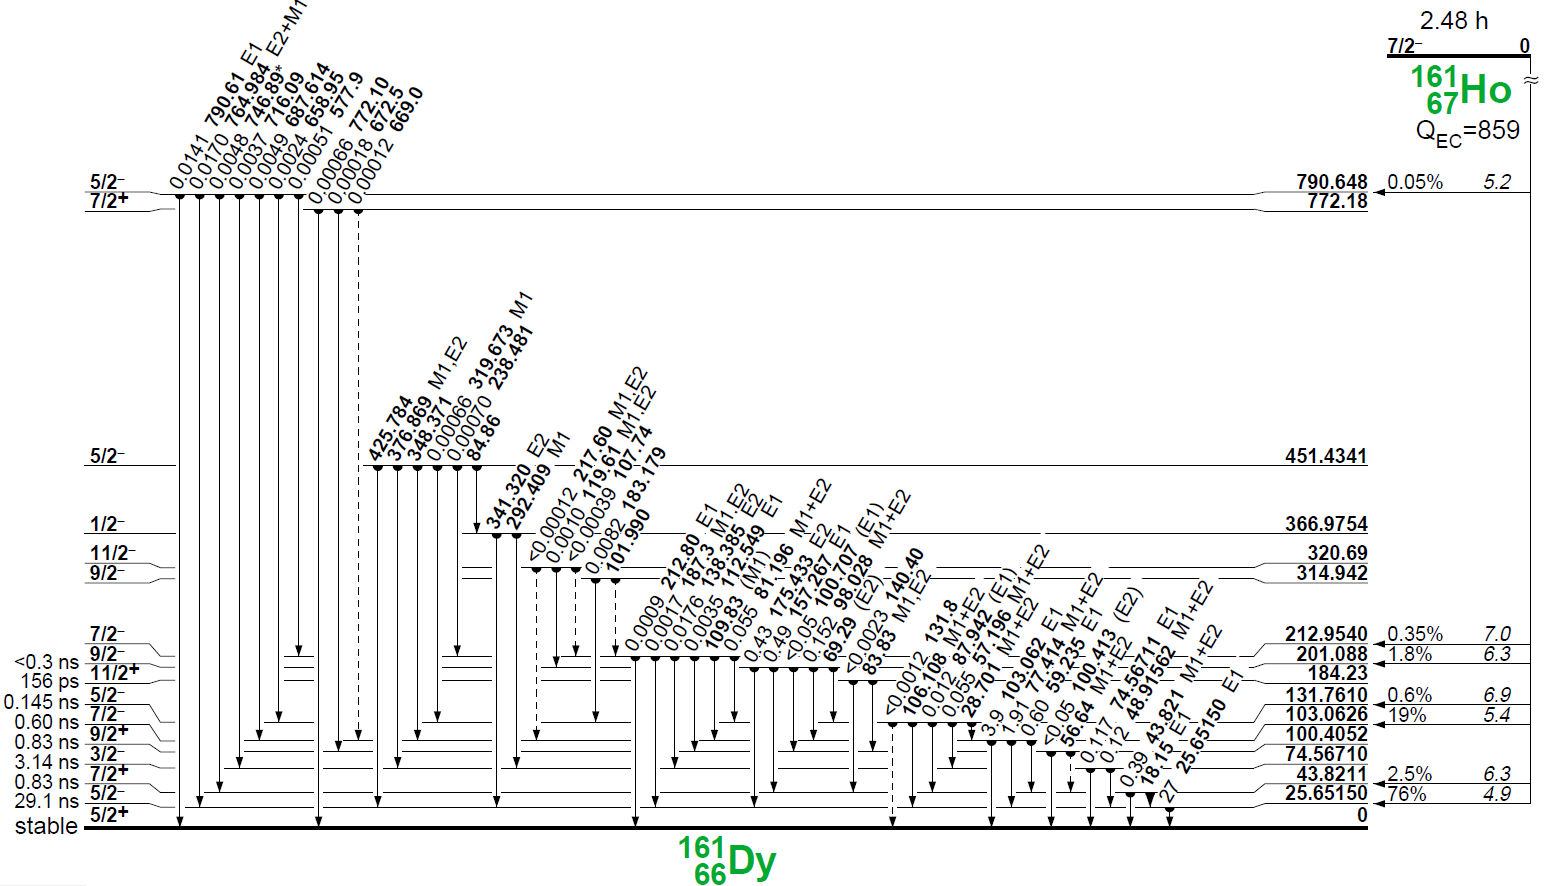 2.48 h
7/2⁻ 0
161
67 Ho
Q_EC=859
0.0141 790.61 E1
0.0170 764.984 E2+M1
0.0048 746.89*
0.0037 716.09
0.0049 687.614
0.0024 658.95
0.00051 577.9
0.00066 772.10
0.00018 672.5
0.00012 669.0
5/2⁻ 790.648 0.05% 5.2
7/2⁺ 772.18
425.784
376.869 M1,E2
348.371
0.00066 319.673 M1
0.00070 238.481
84.86
5/2⁻ 451.4341
341.320 E2
292.409 M1
1/2⁻ 366.9754
<0.00012 217.60 M1,E2
0.0010 119.61 M1,E2
<0.00039 107.74
0.0082 183.179
101.990
11/2⁻ 320.69
9/2⁻ 314.942
0.0009 212.80 E1
0.0017 187.3 M1,E2
0.0176 138.385 E2
0.0035 112.549 E1
109.83 (M1)
0.055 81.196 M1+E2
0.43 175.433 E2
0.49 157.267 E1
<0.05 100.707 (E1)
0.152 98.028 M1+E2
69.29 (E2)
<0.0023 140.40
83.83 M1,E2
<0.0012 131.8
106.108 M1+E2
0.012 87.942 (E1)
0.055 57.196 M1+E2
28.701 M1+E2
3.9 103.062 E1
1.91 77.414 M1+E2
0.60 59.235 E1
<0.05 100.413 (E2)
56.64 M1+E2
0.117 74.56711 E1
0.12 48.91562 M1+E2
0.39 43.821 M1+E2
18.15 E1
27 25.65150 E1
7/2⁻ 212.9540 0.35% 7.0
<0.3 ns 9/2⁻ 201.088 1.8% 6.3
156 ps 11/2⁺ 184.23
0.145 ns 5/2⁻ 131.7610 0.6% 6.9
0.60 ns 7/2⁻ 103.0626 19% 5.4
0.83 ns 9/2⁺ 100.4052
3.14 ns 3/2⁻ 74.56710
0.83 ns 7/2⁺ 43.8211 2.5% 6.3
29.1 ns 5/2⁻ 25.65150 76% 4.9
stable 5/2⁺ 0
161
66 Dy